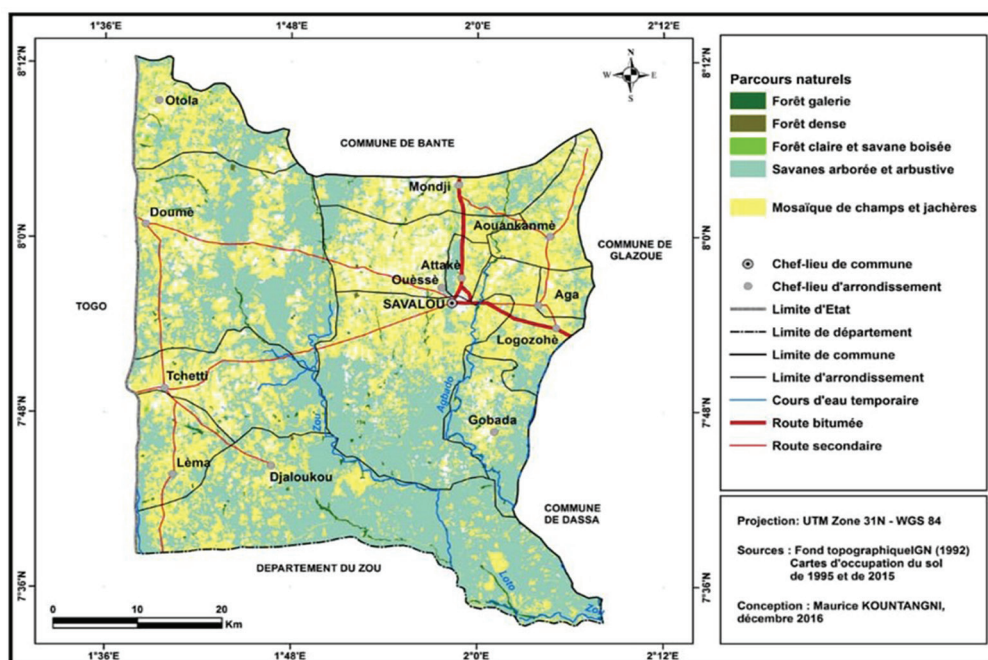 1°36'E
1°48'E
2°0'E
2°12'E
8°12'N
8°12'N
N
W
E
S
Otola
COMMUNE DE BANTE
Mondji
Doumè
Aouankanmè
8°0'N
8°0'N
COMMUNE DE
GLAZOUE
Attakè
Ouèssè
SAVALOU
Aga
TOGO
Logozohè
Tchetti
7°48'N
7°48'N
Zou
Agbado
Gobada
Lèma
Djaloukou
COMMUNE
DE DASSA
DEPARTEMENT DU ZOU
Loto
Zou
7°36'N
7°36'N
0
10
20
Km
1°36'E
1°48'E
2°0'E
2°12'E
Parcours naturels
Forêt galerie
Forêt dense
Forêt claire et savane boisée
Savanes arborée et arbustive
Mosaïque de champs et jachères
Chef-lieu de commune
Chef-lieu d'arrondissement
Limite d'Etat
Limite de département
Limite de commune
Limite d'arrondissement
Cours d'eau temporaire
Route bitumée
Route secondaire
Projection: UTM Zone 31N - WGS 84
Sources : Fond topographiqueIGN (1992)
Cartes d'occupation du sol
de 1995 et de 2015
Conception : Maurice KOUNTANGNI,
décembre 2016